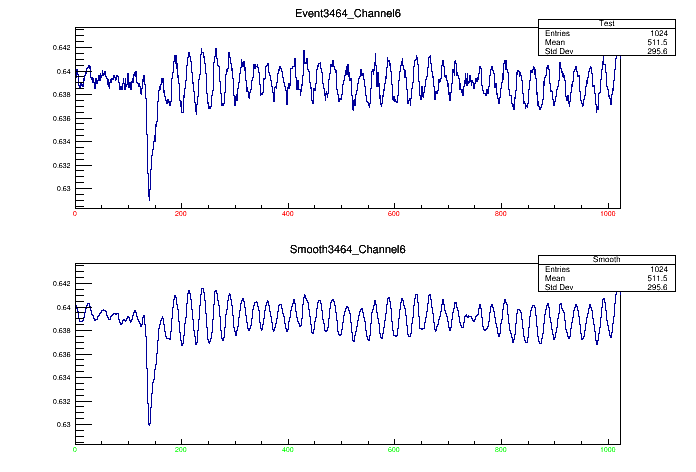 Event3464_Channel6
Test
Entries 1024
Mean 511.5
Std Dev 295.6
0.642
0.64
0.638
0.636
0.634
0.632
0.63
0 200 400 600 800 1000
Smooth3464_Channel6
Smooth
Entries 1024
Mean 511.5
Std Dev 295.6
0.642
0.64
0.638
0.636
0.634
0.632
0.63
0 200 400 600 800 1000